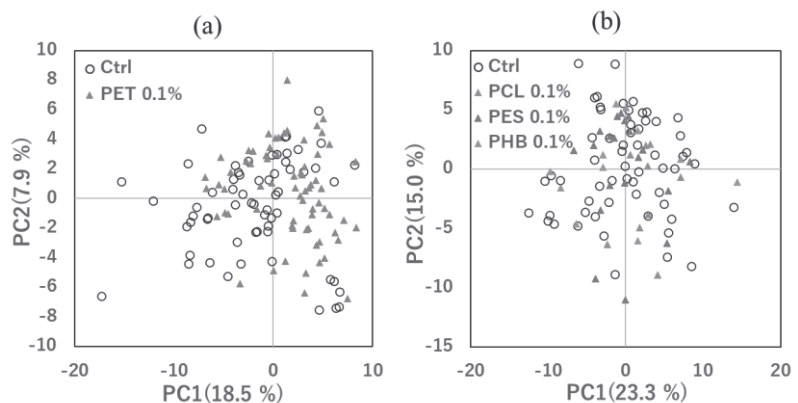 (a)
10
8
6
4
2
0
-2
-4
-6
-8
-10
Ctrl
PET 0.1%
PC2(7.9 %)
-20
-10
0
10
PC1(18.5 %)
(b)
10
5
0
-5
-10
-15
Ctrl
PCL 0.1%
PES 0.1%
PHB 0.1%
PC2(15.0 %)
-20
-10
0
10
20
PC1(23.3 %)